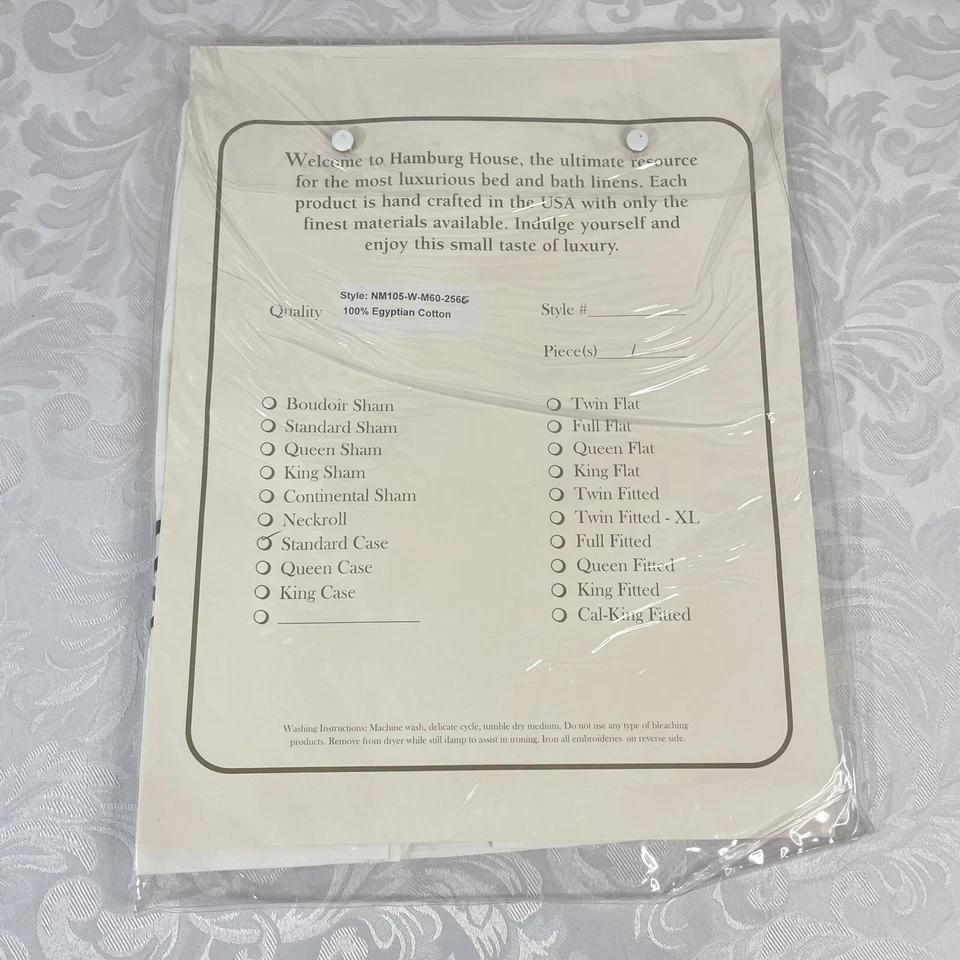 Welcome to Hamburg House, the ultimate resource
for the most luxurious bed and bath linens. Each
product is hand crafted in the USA with only the
finest materials available. Indulge yourself and
enjoy this small taste of luxury.
Quality
Style: NM105-W-M60-256
100% Egyptian Cotton
Style #
Piece(s) /
Boudoir Sham
Standard Sham
Queen Sham
King Sham
Continental Sham
Neckroll
Standard Case
Queen Case
King Case
Twin Flat
Full Flat
Queen Flat
King Flat
Twin Fitted
Twin Fitted - XL
Full Fitted
Queen Fitted
King Fitted
Cal-King Fitted
Washing Instructions: Machine wash, delicate cycle, tumble dry medium. Do not use any type of bleaching
products. Remove from dryer while still damp to assist in ironing. Iron all embroideries on reverse side.